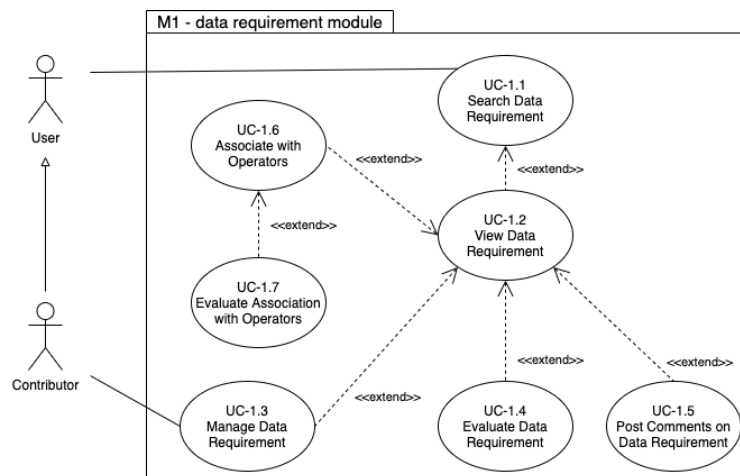 M1 - data requirement module
User
UC-1.1
Search Data
Requirement
UC-1.6
Associate with
Operators
<<extend>>
<<extend>>
<<extend>>
UC-1.2
View Data
Requirement
UC-1.7
Evaluate Association
with Operators
Contributor
<<extend>>
<<extend>>
<<extend>>
UC-1.3
Manage Data
Requirement
UC-1.4
Evaluate Data
Requirement
UC-1.5
Post Comments on
Data Requirement